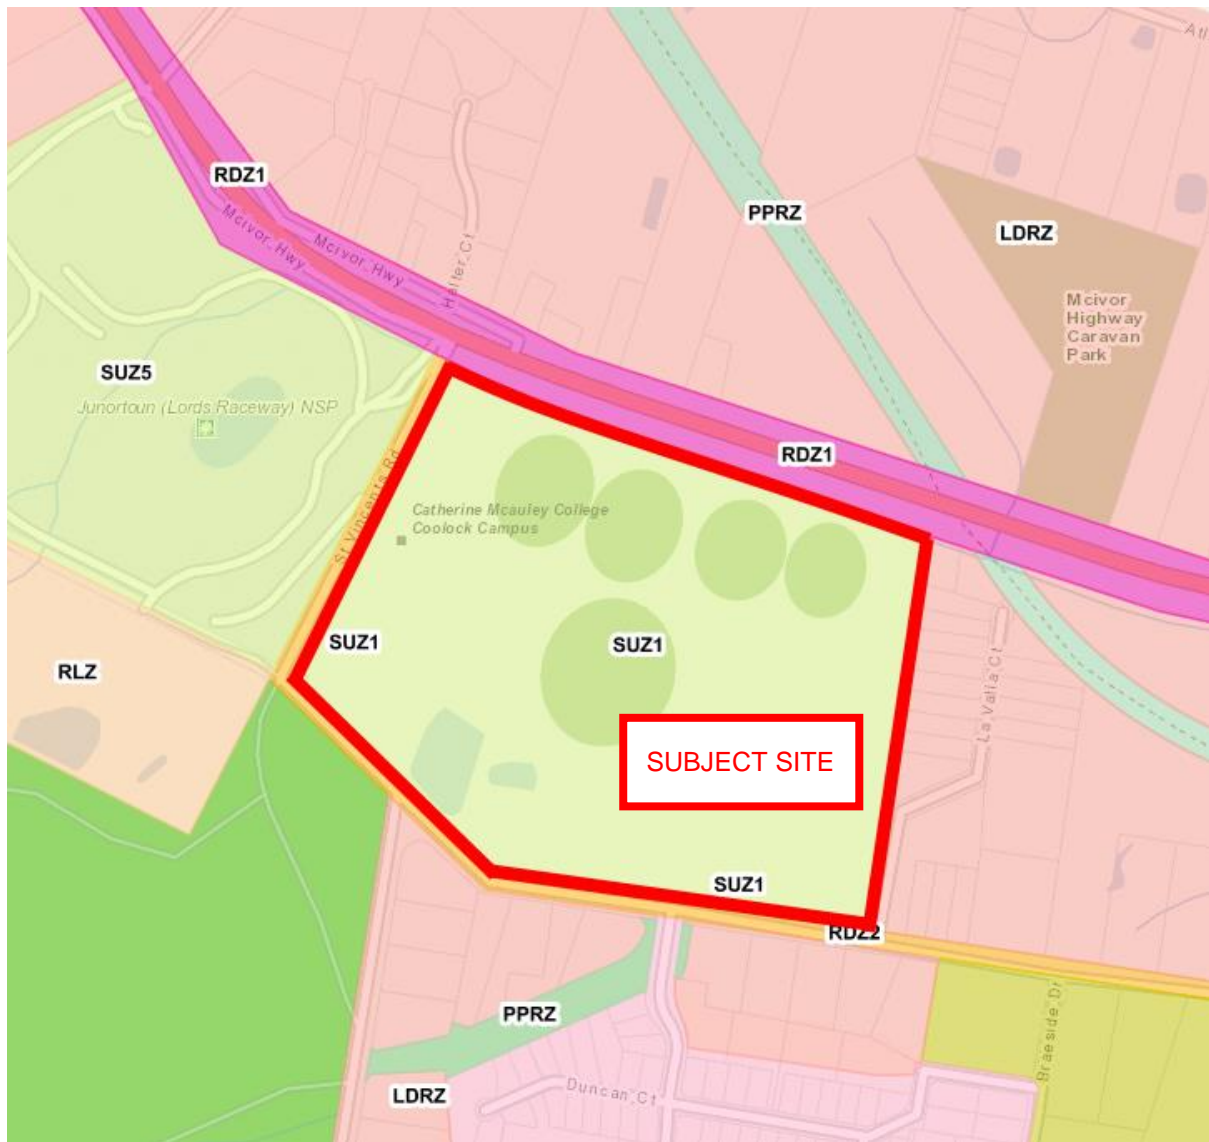 Atl
RDZ1
Mcivor Hwy
Mcivor Hwy
Halter Ct
PPRZ
LDRZ
Mcivor
Highway
Caravan
Park
SUZ5
Junortoun (Lords Raceway) NSP
RDZ1
St Vincents Rd
Catherine Mcauley College
Coolock Campus
SUZ1
SUZ1
RLZ
La Valla Ct
SUBJECT SITE
SUZ1
RDZ2
PPRZ
Braeside Dr
LDRZ
Duncan Ct